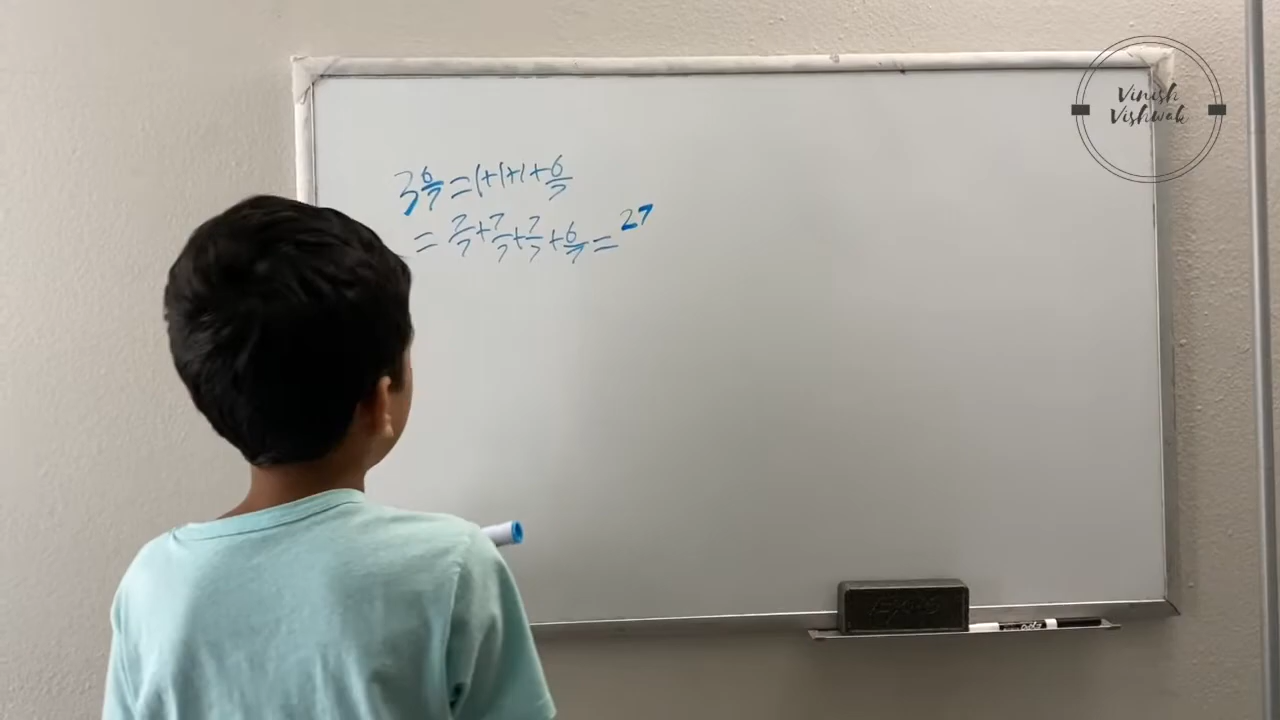 3 6/7 = 1+1+1+6/7
= 7/7+7/7+7/7+6/7=27
Vinish
Vishwak
EXPO